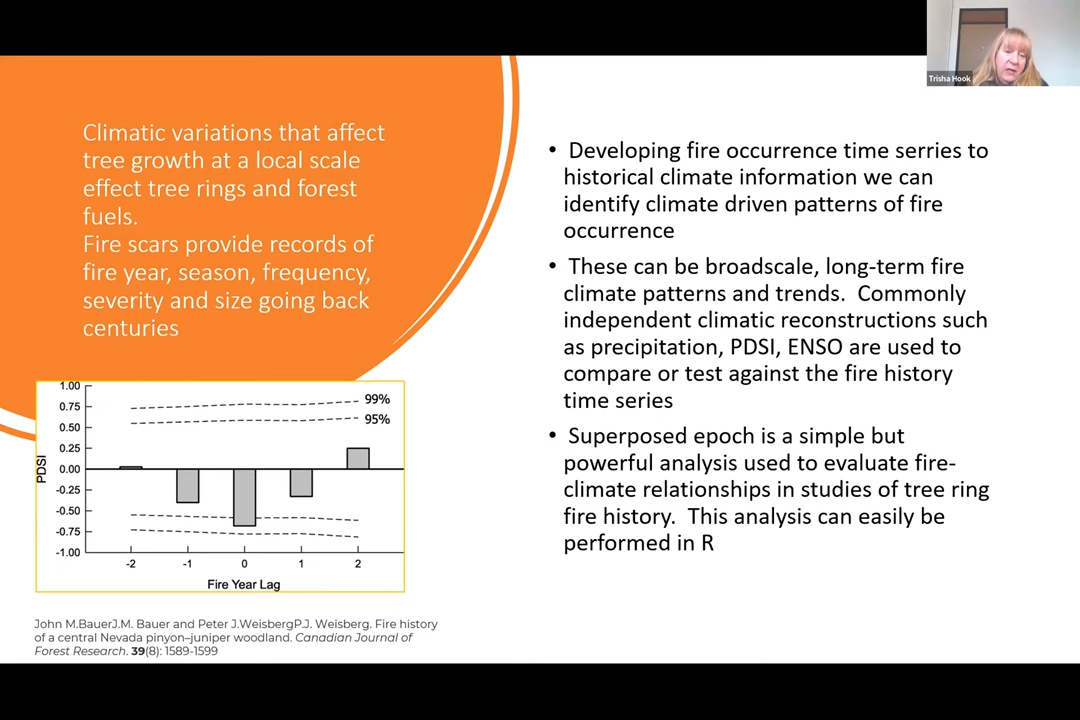 Trisha Hook
Climatic variations that affect
tree growth at a local scale
effect tree rings and forest
fuels.
Fire scars provide records of
fire year, season, frequency,
severity and size going back
centuries
1.00
0.75
0.50
0.25
0.00
-0.25
-0.50
-0.75
-1.00
PDSI
99%
95%
-2 -1 0 1 2
Fire Year Lag
John M.BauerJ.M. Bauer and Peter J.WeisbergP.J. Weisberg. Fire history
of a central Nevada pinyon–juniper woodland. Canadian Journal of
Forest Research. 39(8): 1589-1599
• Developing fire occurrence time serries to
historical climate information we can
identify climate driven patterns of fire
occurrence
• These can be broadscale, long-term fire
climate patterns and trends. Commonly
independent climatic reconstructions such
as precipitation, PDSI, ENSO are used to
compare or test against the fire history
time series
• Superposed epoch is a simple but
powerful analysis used to evaluate fire-
climate relationships in studies of tree ring
fire history. This analysis can easily be
performed in R